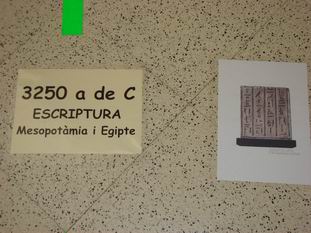 3250 a de C
ESCRIPTURA
Mesopotàmia i Egipte